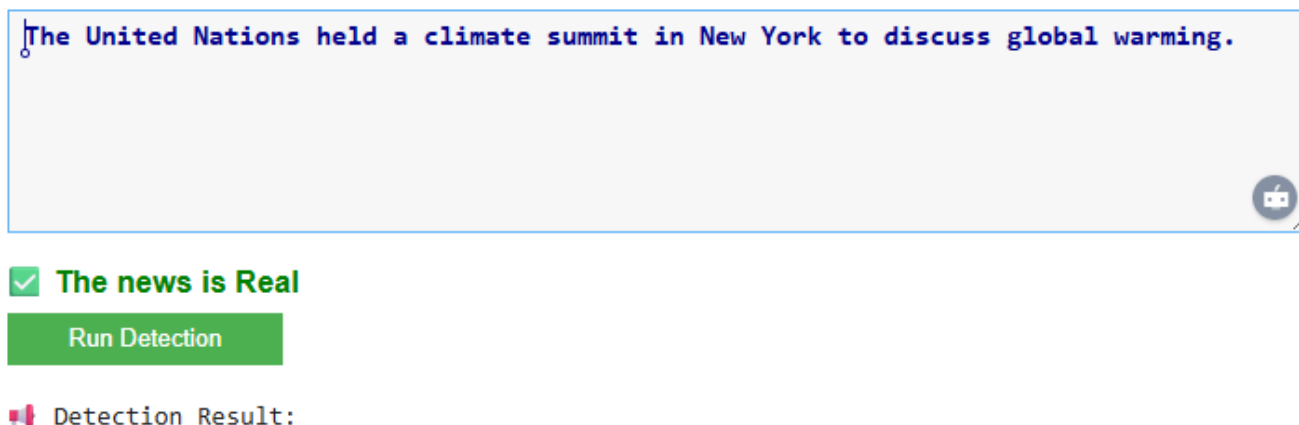 The United Nations held a climate summit in New York to discuss global warming.
The news is Real
Run Detection
Detection Result: